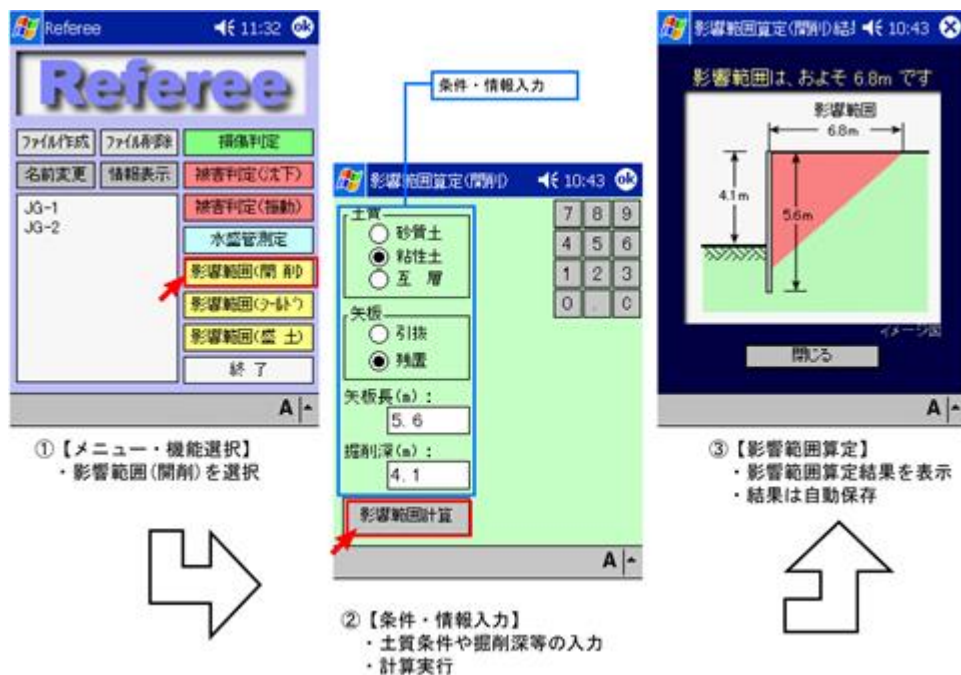 Referee
11:32
ok
Referee
ファイル作成
ファイル削除
損傷判定
名前変更
情報表示
被害判定(沈下)
JG-1
JG-2
被害判定(振動)
水盛管測定
影響範囲(開 削)
影響範囲(シールド)
影響範囲(盛 土)
終 了
A
①【メニュー・機能選択】
・影響範囲(開削)を選択
条件・情報入力
影響範囲算定(開削)
10:43
ok
土質
砂質土
粘性土
互 層
矢板
引抜
残置
矢板長(m):
5.6
掘削深(m):
4.1
影響範囲計算
7 8 9
4 5 6
1 2 3
0 . C
A
②【条件・情報入力】
・土質条件や掘削深等の入力
・計算実行
影響範囲算定(開削)結
10:43
影響範囲は、およそ 6.8m です
影響範囲
6.8m
4.1m
5.6m
イメージ図
閉じる
A
③【影響範囲算定】
・影響範囲算定結果を表示
・結果は自動保存